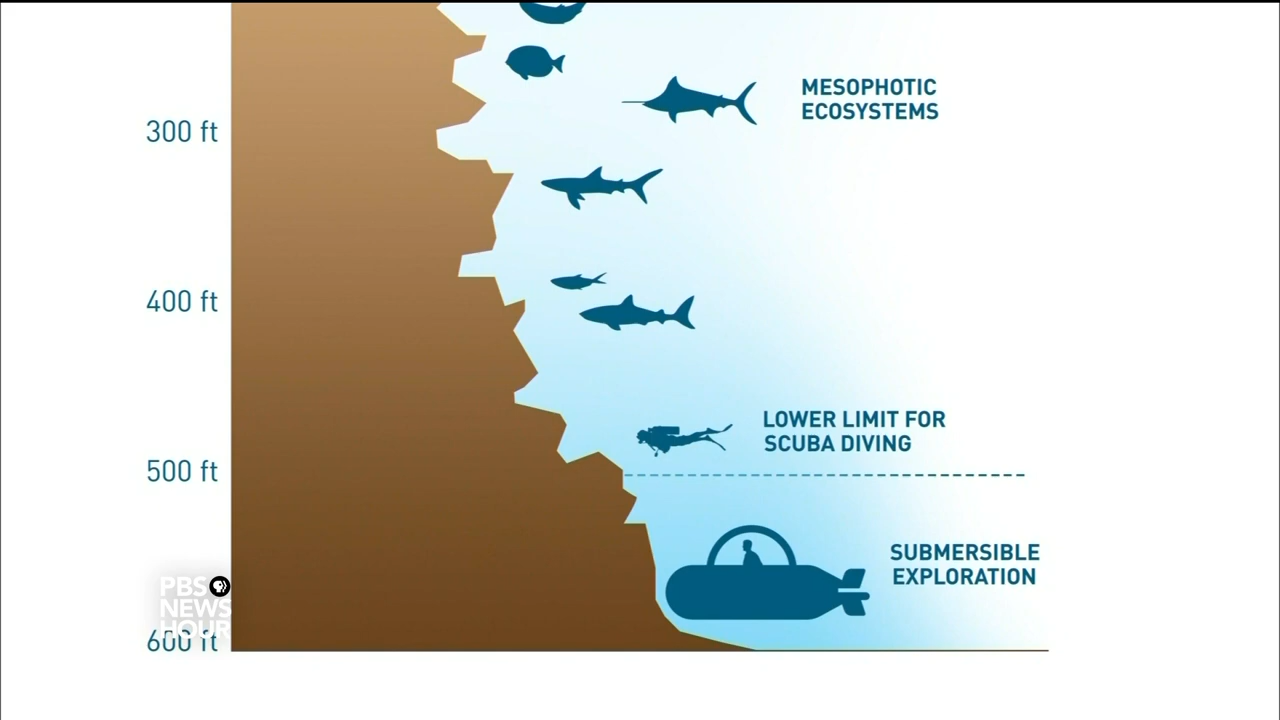 MESOPHOTIC
ECOSYSTEMS
300 ft
400 ft
LOWER LIMIT FOR
SCUBA DIVING
500 ft
SUBMERSIBLE
EXPLORATION
PBS
NEWS
HOUR
600 ft